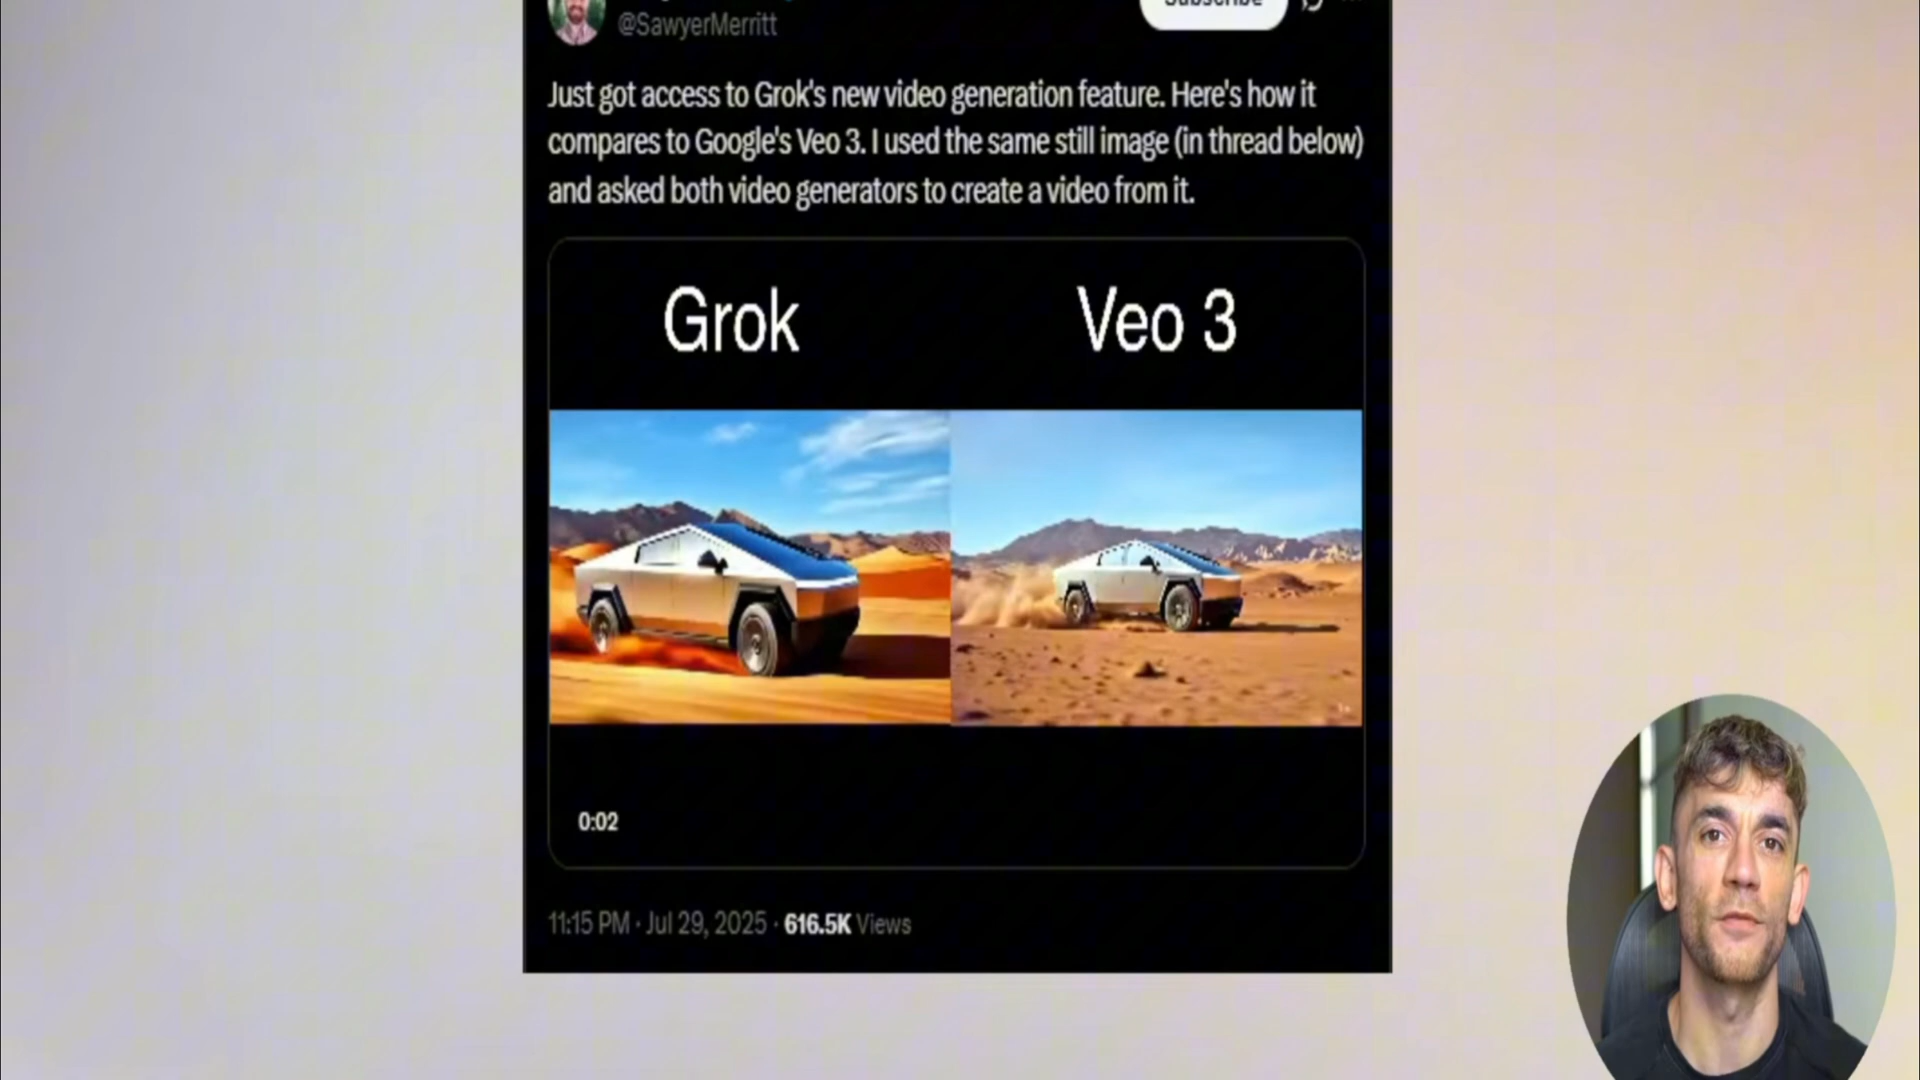 @SawyerMerritt
Subscribe
Just got access to Grok's new video generation feature. Here's how it
compares to Google's Veo 3. I used the same still image (in thread below)
and asked both video generators to create a video from it.
Grok
Veo 3
0:02
11:15 PM · Jul 29, 2025 · 616.5K Views